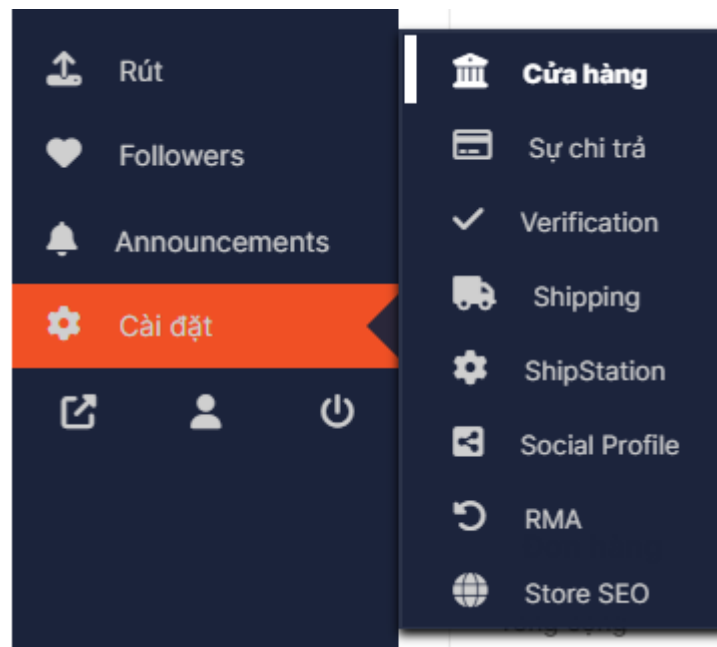 Rút
Followers
Announcements
Cài đặt
Cửa hàng
Sự chi trả
Verification
Shipping
ShipStation
Social Profile
RMA
Store SEO